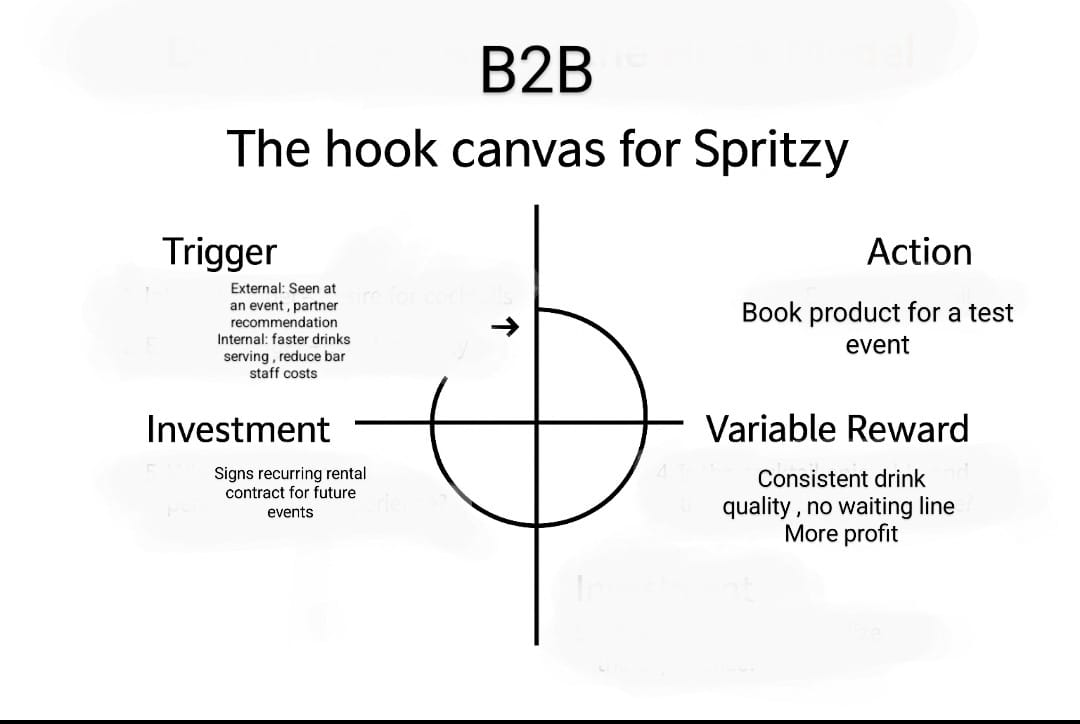 B2B
The hook canvas for Spritzy
Trigger
External: Seen at
an event , partner
recommendation
Internal: faster drinks
serving , reduce bar
staff costs
Action
Book product for a test
event
Investment
Signs recurring rental
contract for future
events
Variable Reward
Consistent drink
quality , no waiting line
More profit